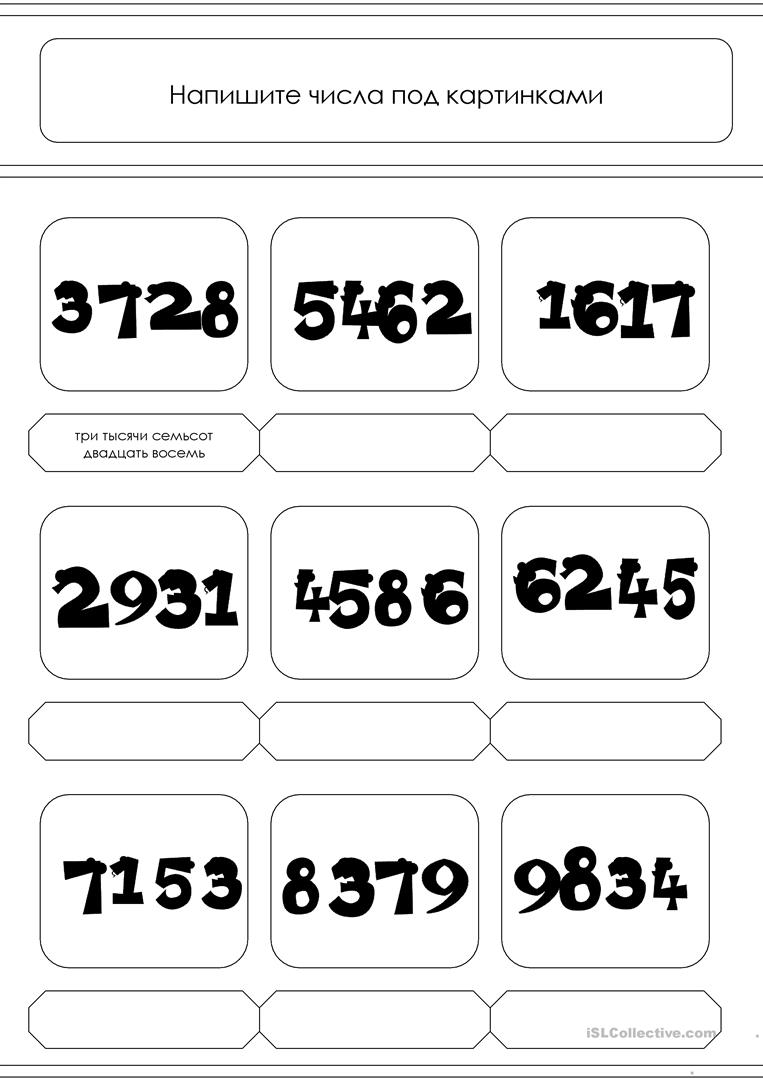 Напишите числа под картинками
3728
5462
1617
три тысячи семьсот
двадцать восемь
2931
4586
6245
7153
8379
9834
iSLCollective.com